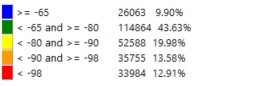 >= -65 26063 9.90%
< -65 and >= -80 114864 43.63%
< -80 and >= -90 52588 19.98%
< -90 and >= -98 35755 13.58%
< -98 33984 12.91%